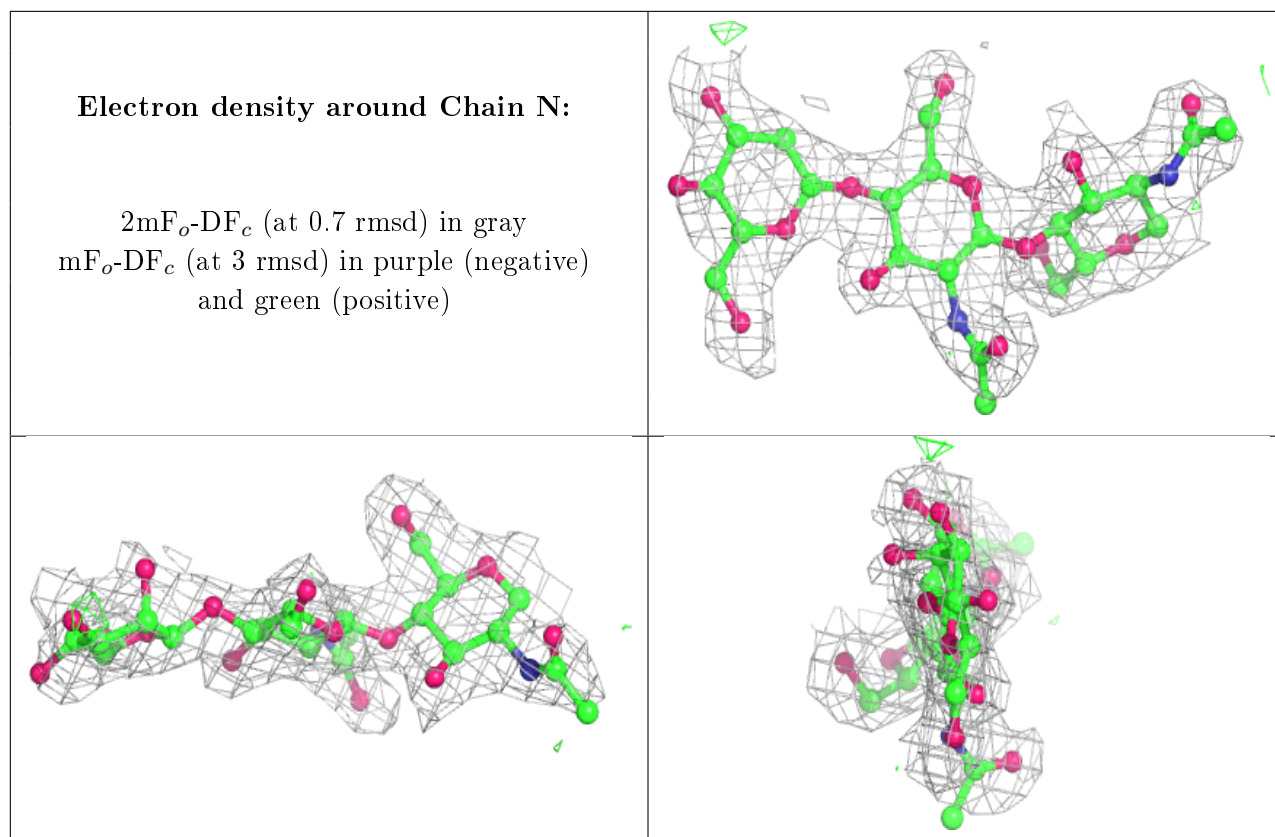 Electron density around Chain N:
2mFo-DFc (at 0.7 rmsd) in gray
mFo-DFc (at 3 rmsd) in purple (negative)
and green (positive)